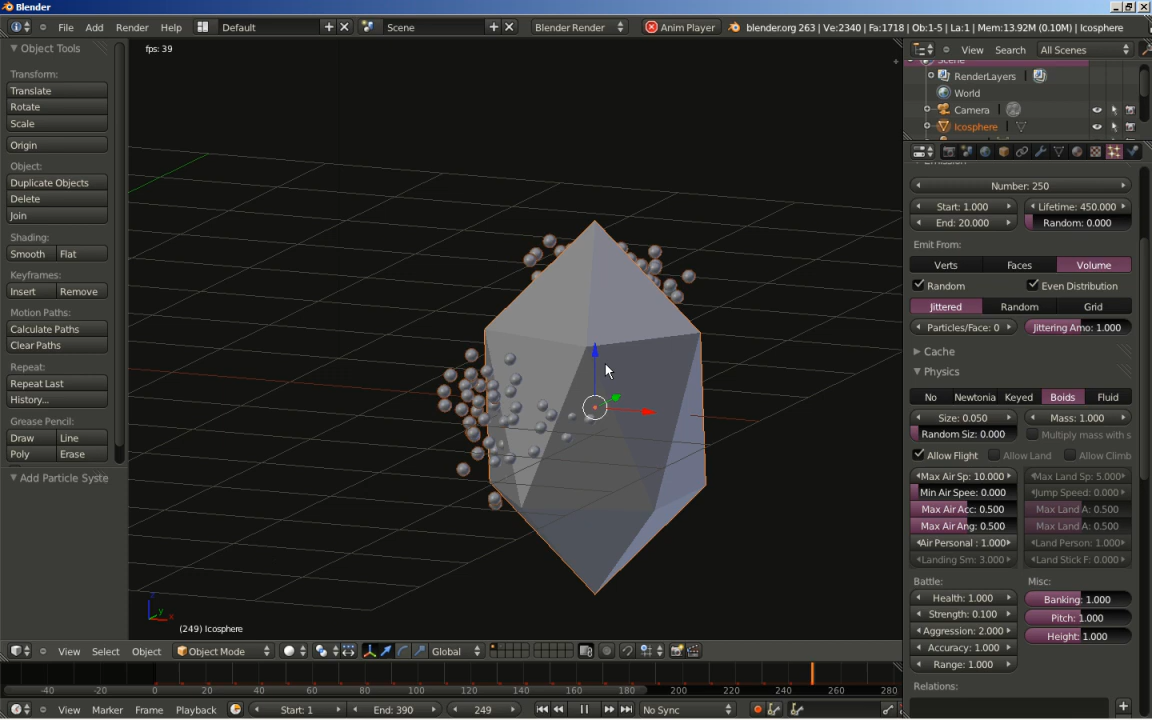 Blender
File Add Render Help Default Scene Blender Render Anim Player blender.org 263 | Ve:2340 | Fa:1718 | Ob:1-5 | La:1 | Mem:13.92M (0.10M) | Icosphere
Object Tools
Transform:
Translate
Rotate
Scale
Origin
Object:
Duplicate Objects
Delete
Join
Shading:
Smooth Flat
Keyframes:
Insert Remove
Motion Paths:
Calculate Paths
Clear Paths
Repeat:
Repeat Last
History...
Grease Pencil:
Draw Line
Poly Erase
Add Particle Syste
fps: 39
(249) Icosphere
View Select Object Object Mode Global
-40 -20 0 20 40 60 80 100 120 140 160 180 200 220 240 260 280
View Marker Frame Playback Start: 1 End: 390 249 No Sync
View Search All Scenes
Scene
RenderLayers
World
Camera
Icosphere
Emission
Number: 250
Start: 1.000 Lifetime: 450.000
End: 20.000 Random: 0.000
Emit From:
Verts Faces Volume
Random Even Distribution
Jittered Random Grid
Particles/Face: 0 Jittering Amo: 1.000
Cache
Physics
No Newtonia Keyed Boids Fluid
Size: 0.050 Mass: 1.000
Random Siz: 0.000 Multiply mass with s
Allow Flight Allow Land Allow Climb
Max Air Sp: 10.000 Max Land Sp: 5.000
Min Air Spee: 0.000 Jump Speed: 0.000
Max Air Acc: 0.500 Max Land A: 0.500
Max Air Ang: 0.500 Max Land A: 0.500
Air Personal : 1.000 Land Person: 1.000
Landing Sm: 3.000 Land Stick F: 0.000
Battle: Misc:
Health: 1.000 Banking: 1.000
Strength: 0.100 Pitch: 1.000
Aggression: 2.000 Height: 1.000
Accuracy: 1.000
Range: 1.000
Relations: